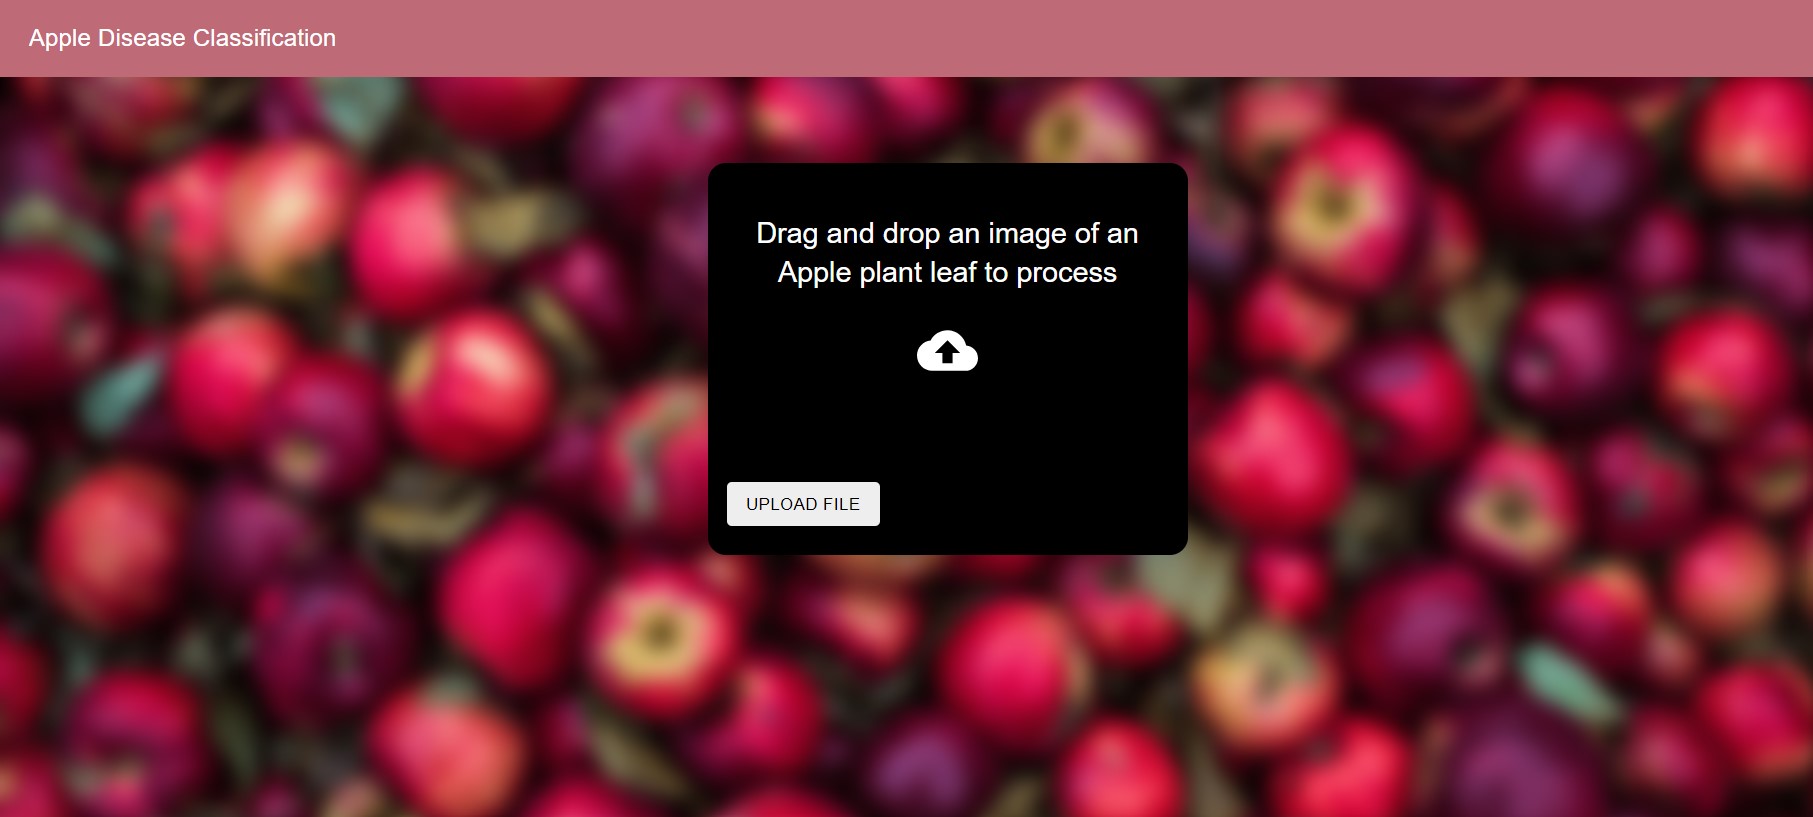 Apple Disease Classification
Drag and drop an image of an
Apple plant leaf to process
UPLOAD FILE